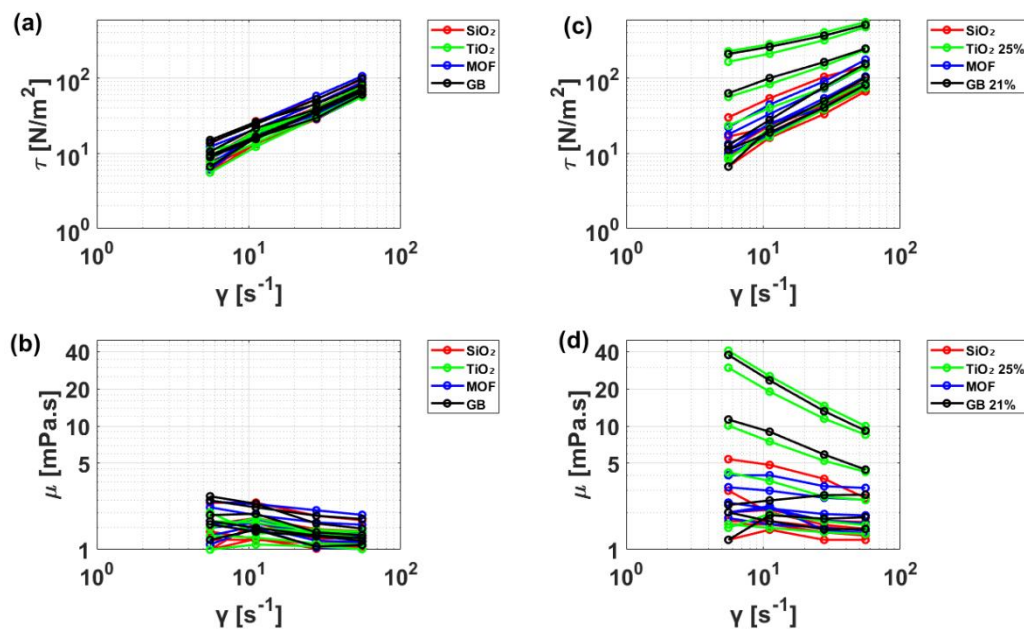 (a)
τ [N/m²]
10²
10¹
10⁰
10⁰
10¹
10²
γ [s⁻¹]
SiO₂
TiO₂
MOF
GB
(c)
τ [N/m²]
10²
10¹
10⁰
10⁰
10¹
10²
γ [s⁻¹]
SiO₂
TiO₂ 25%
MOF
GB 21%
(b)
μ [mPa.s]
40
20
10
5
1
10⁰
10¹
10²
γ [s⁻¹]
SiO₂
TiO₂
MOF
GB
(d)
μ [mPa.s]
40
20
10
5
1
10⁰
10¹
10²
γ [s⁻¹]
SiO₂
TiO₂ 25%
MOF
GB 21%